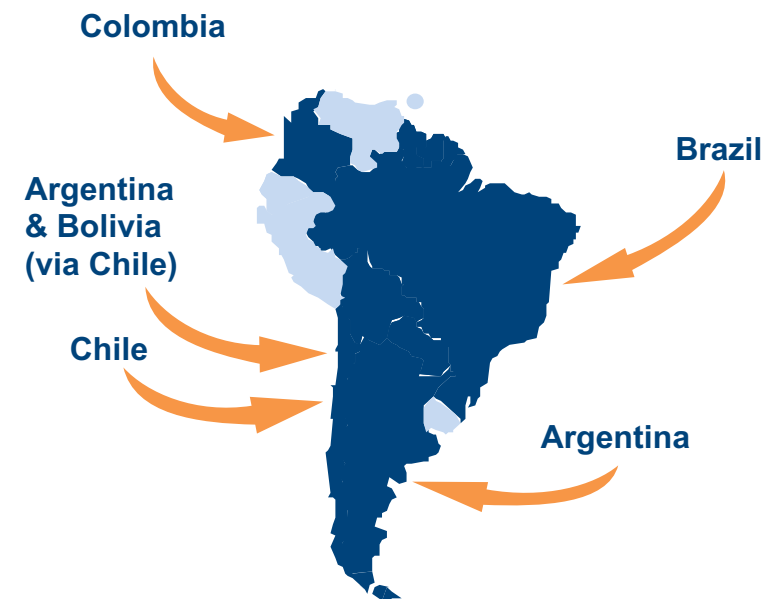 Colombia
Brazil
Argentina
& Bolivia
(via Chile)
Chile
Argentina